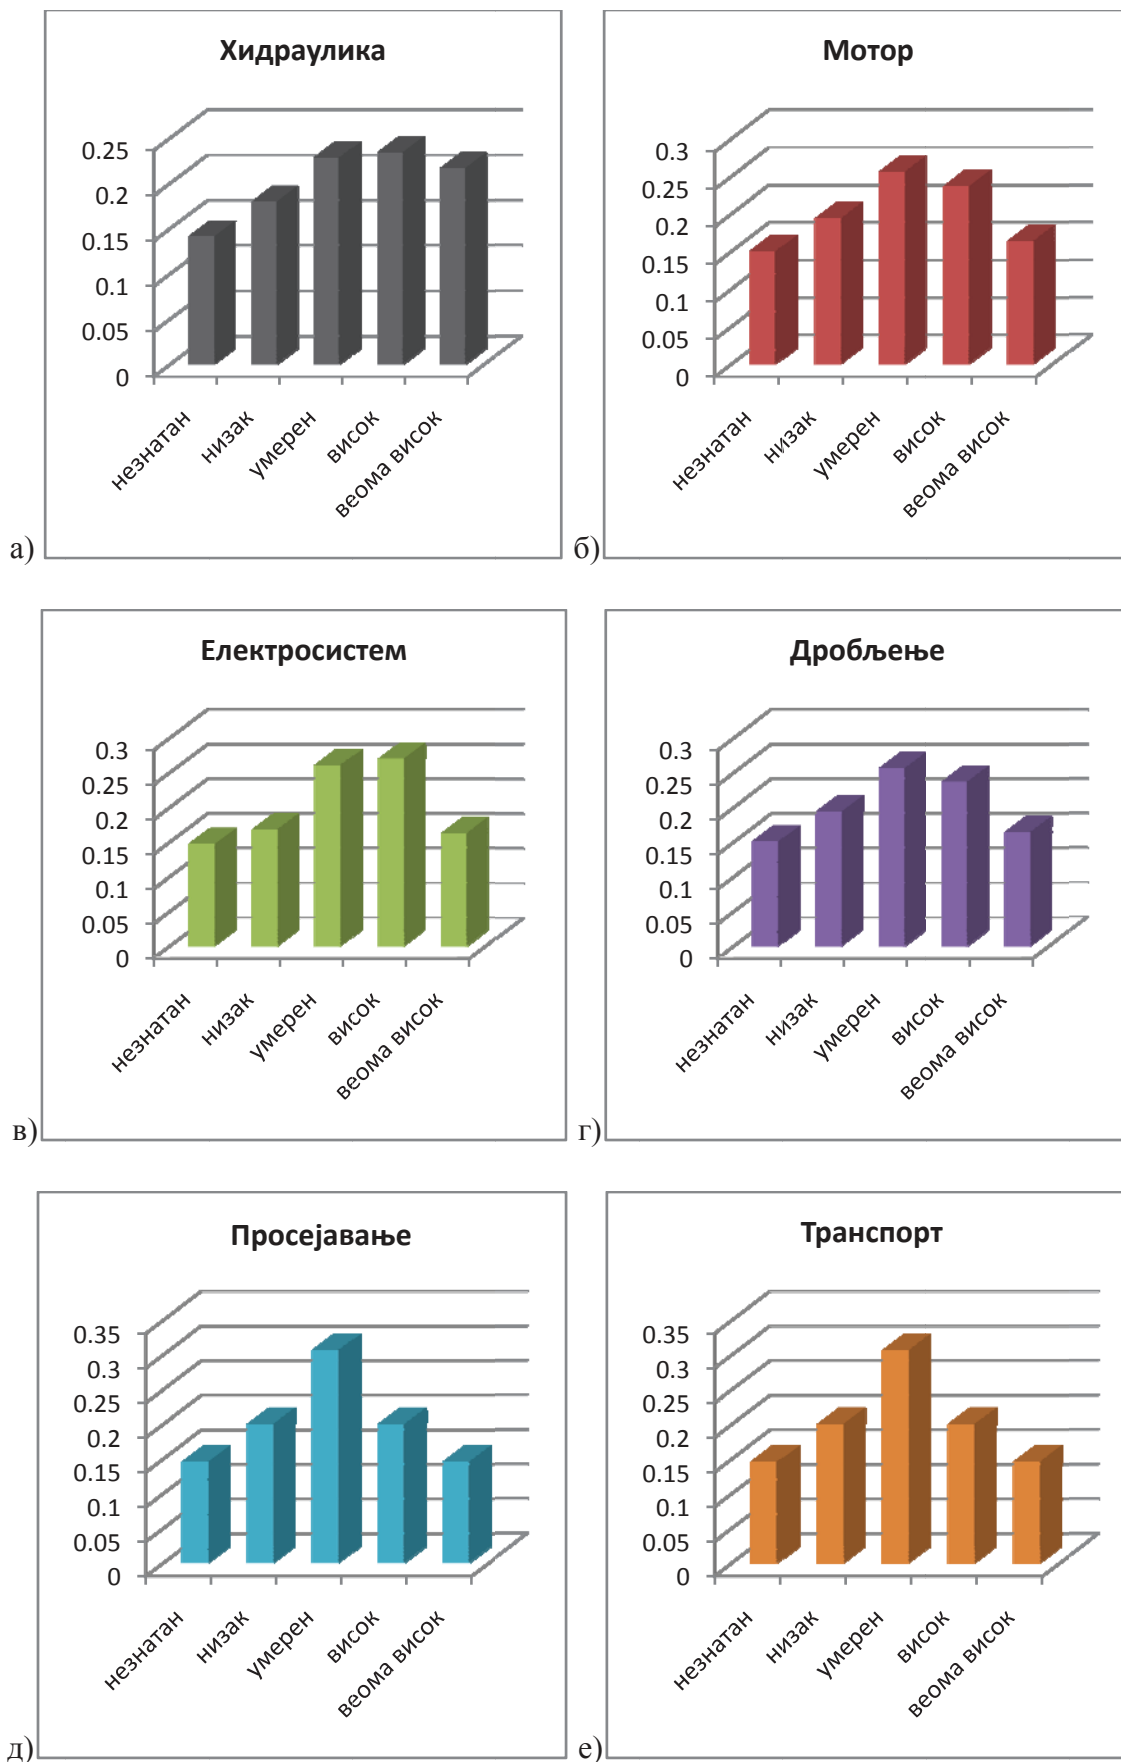 Хидраулика
0.25
0.2
0.15
0.1
0.05
0
незнатан
низак
умерен
висок
веома висок
а)
Мотор
0.3
0.25
0.2
0.15
0.1
0.05
0
незнатан
низак
умерен
висок
веома висок
б)
Електросистем
0.3
0.25
0.2
0.15
0.1
0.05
0
незнатан
низак
умерен
висок
веома висок
в)
Дробљење
0.3
0.25
0.2
0.15
0.1
0.05
0
незнатан
низак
умерен
висок
веома висок
г)
Просејавање
0.35
0.3
0.25
0.2
0.15
0.1
0.05
0
незнатан
низак
умерен
висок
веома висок
д)
Транспорт
0.35
0.3
0.25
0.2
0.15
0.1
0.05
0
незнатан
низак
умерен
висок
веома висок
е)